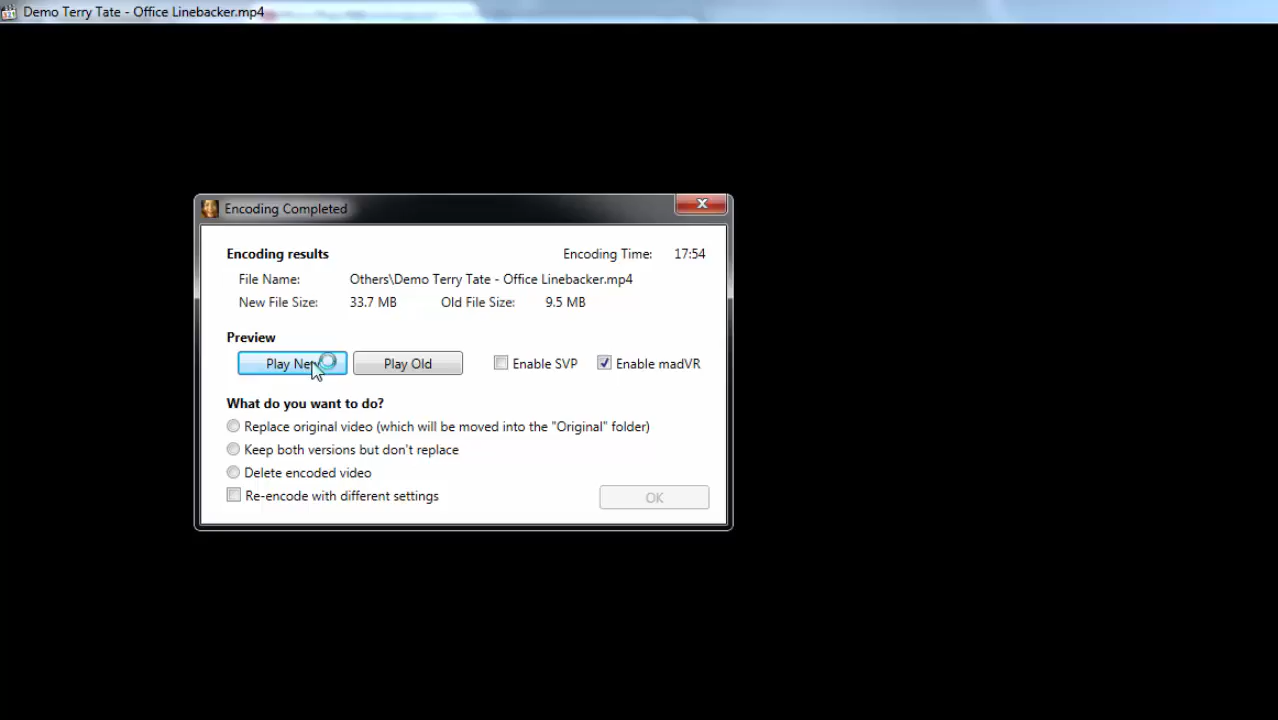 Demo Terry Tate - Office Linebacker.mp4
Encoding Completed
Encoding results Encoding Time: 17:54
File Name: Others\Demo Terry Tate - Office Linebacker.mp4
New File Size: 33.7 MB Old File Size: 9.5 MB
Preview
Play New Play Old Enable SVP Enable madVR
What do you want to do?
Replace original video (which will be moved into the "Original" folder)
Keep both versions but don't replace
Delete encoded video
Re-encode with different settings
OK